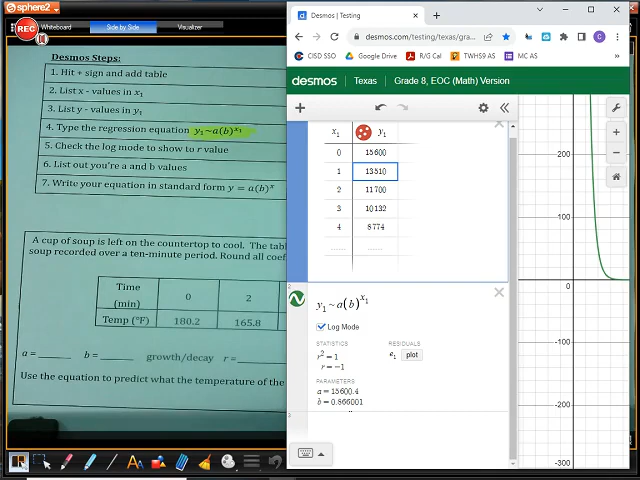 sphere2
REC
Whiteboard
Side by Side
Visualizer
Desmos Steps:
1. Hit + sign and add table
2. List x - values in x₁
3. List y - values in y₁
4. Type the regression equation y₁~a(b)^x₁
5. Check the log mode to show to r value
6. List out you're a and b values
7. Write your equation in standard form y = a(b)^x
A cup of soup is left on the countertop to cool. The tab
soup recorded over a ten-minute period. Round all coef
Time (min) 0 2
Temp (°F) 180.2 165.8
a = ______ b = ______ growth/decay r = ____
Use the equation to predict what the temperature of the
Desmos | Testing
desmos.com/testing/texas/gra...
CISD SSO
Google Drive
R/G Cal
TWHS9 AS
MC AS
desmos
Texas
Grade 8, EOC (Math) Version
x₁ y₁
0 15600
1 13510
2 11700
3 10132
4 8774
2
y₁ ~ a(b)^x₁
Log Mode
STATISTICS
r² = 1
r = −1
RESIDUALS
e₁ plot
PARAMETERS
a = 15600.4
b = 0.866001
3
200
100
0
-100
-200
-300